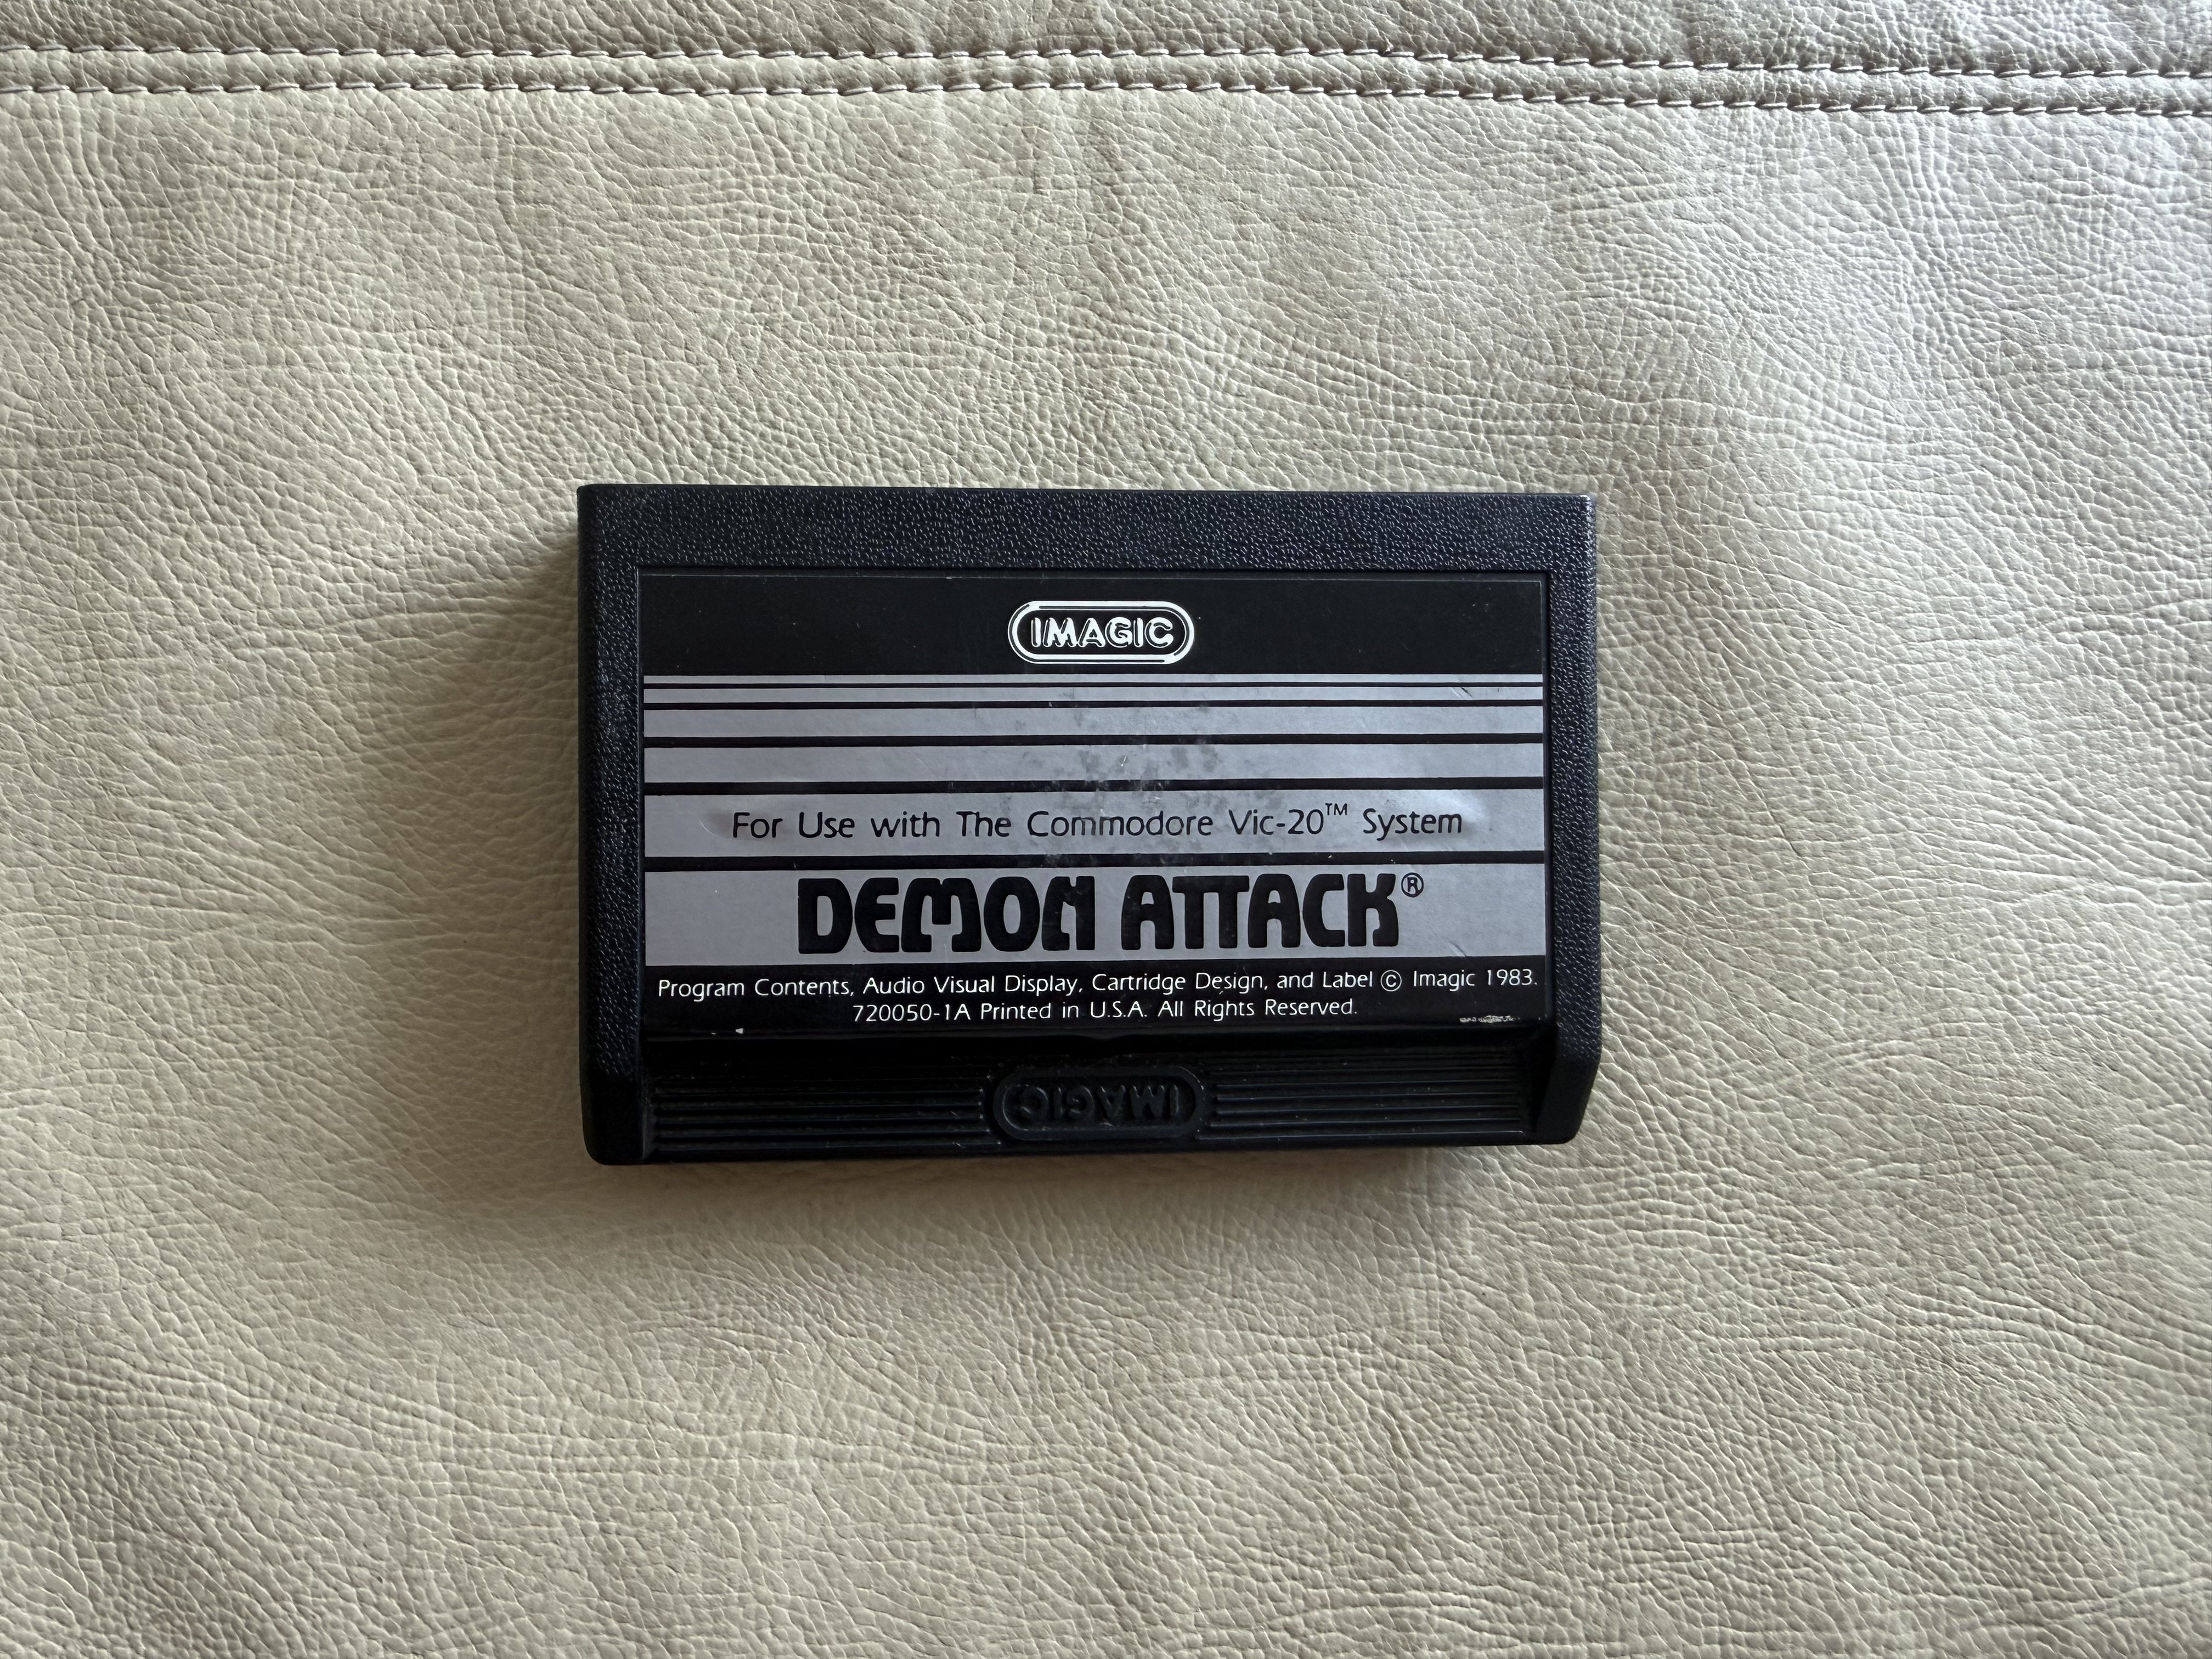 IMAGIC
For Use with The Commodore Vic-20™ System
DEMON ATTACK®
Program Contents, Audio Visual Display, Cartridge Design, and Label © Imagic 1983.
720050-1A Printed in U.S.A. All Rights Reserved.
IMAGIC